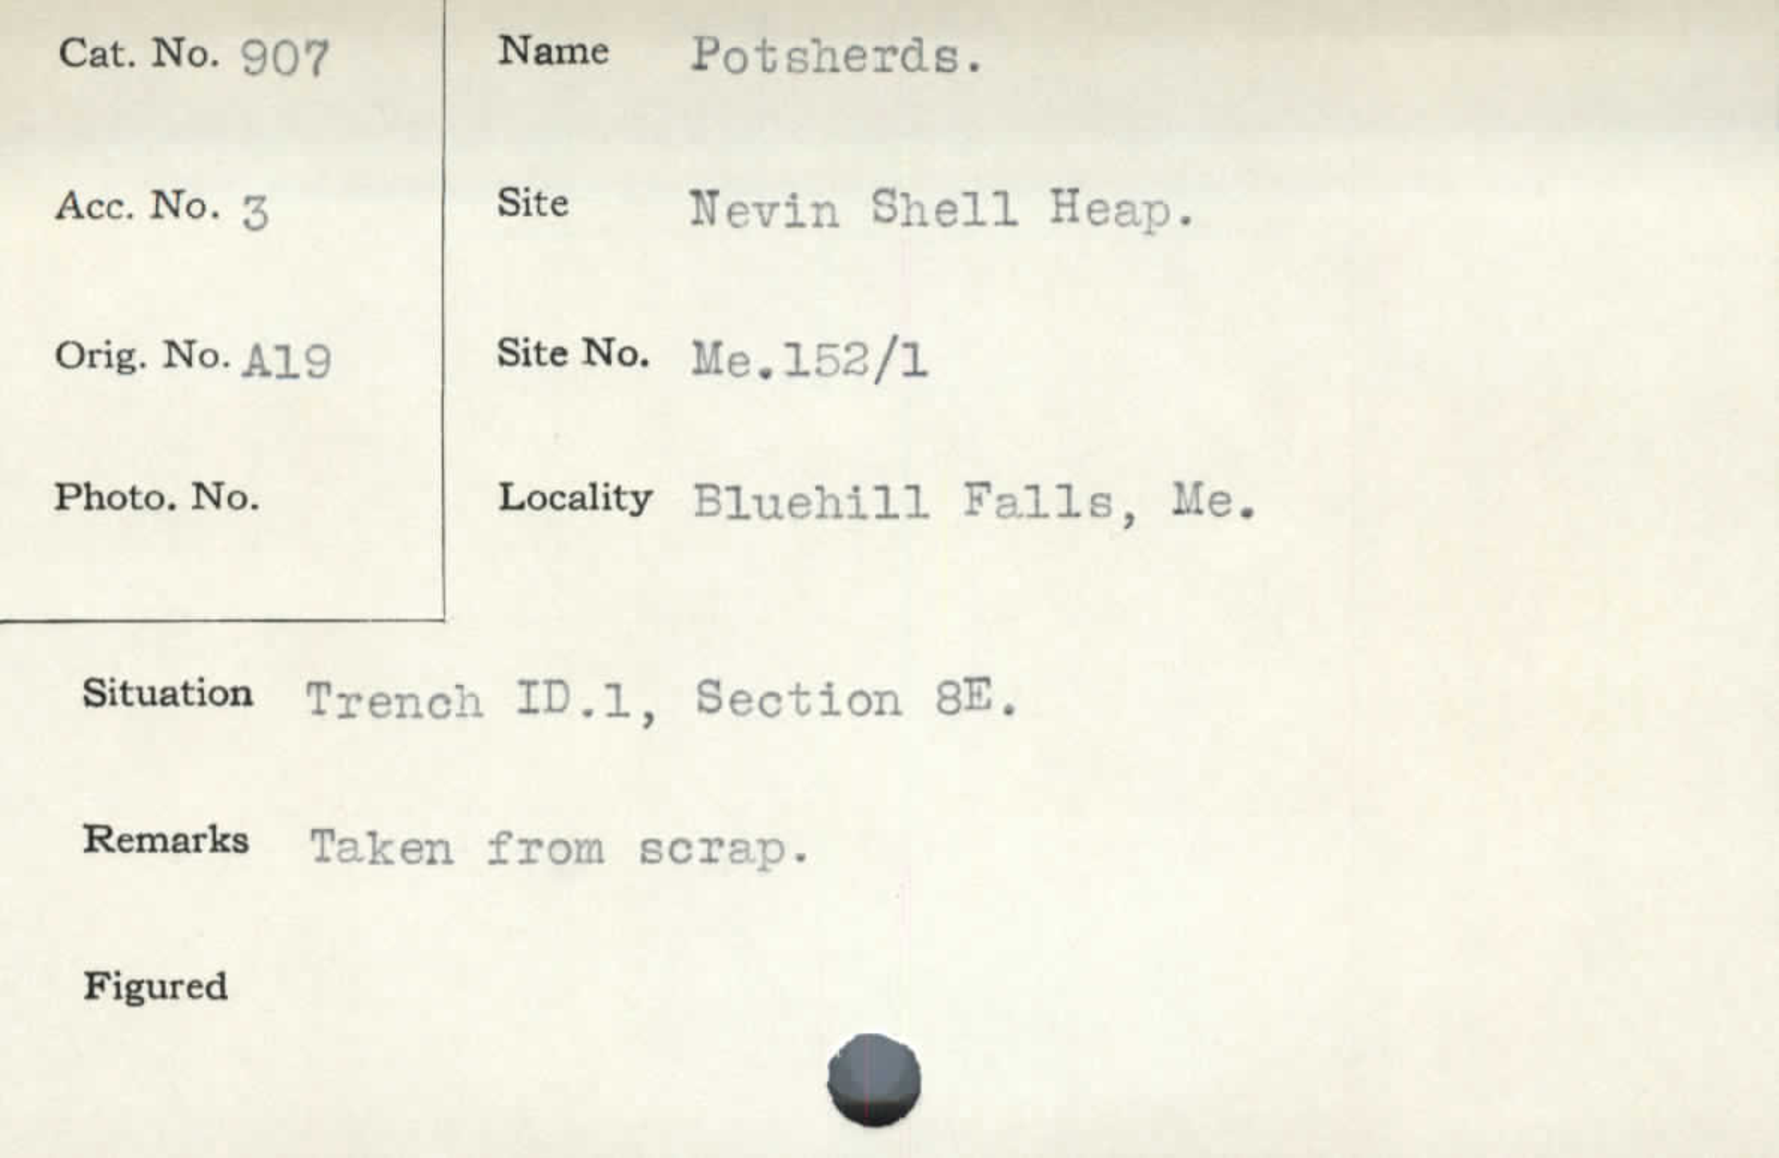 Cat. No. 907
Name Potsherds.
Acc. No. 3
Site Nevin Shell Heap.
Orig. No. A19
Site No. Me.152/1
Photo. No.
Locality Bluehill Falls, Me.
Situation Trench ID.1, Section 8E.
Remarks Taken from scrap.
Figured